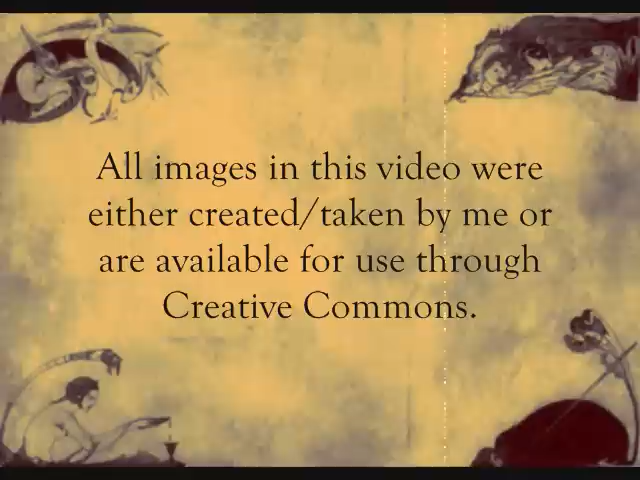 All images in this video were
either created/taken by me or
are available for use through
Creative Commons.